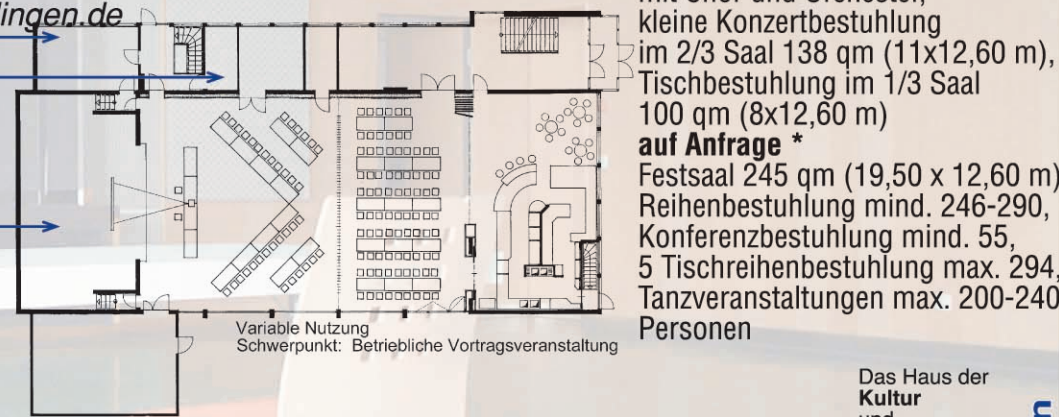 lingen.de
kleine Konzertbestuhlung
im 2/3 Saal 138 qm (11x12,60 m),
Tischbestuhlung im 1/3 Saal
100 qm (8x12,60 m)
auf Anfrage *
Festsaal 245 qm (19,50 x 12,60 m)
Reihenbestuhlung mind. 246-290,
Konferenzbestuhlung mind. 55,
5 Tischreihenbestuhlung max. 294,
Tanzveranstaltungen max. 200-240
Personen
Variable Nutzung
Schwerpunkt: Betriebliche Vortragsveranstaltung
Das Haus der
Kultur
und